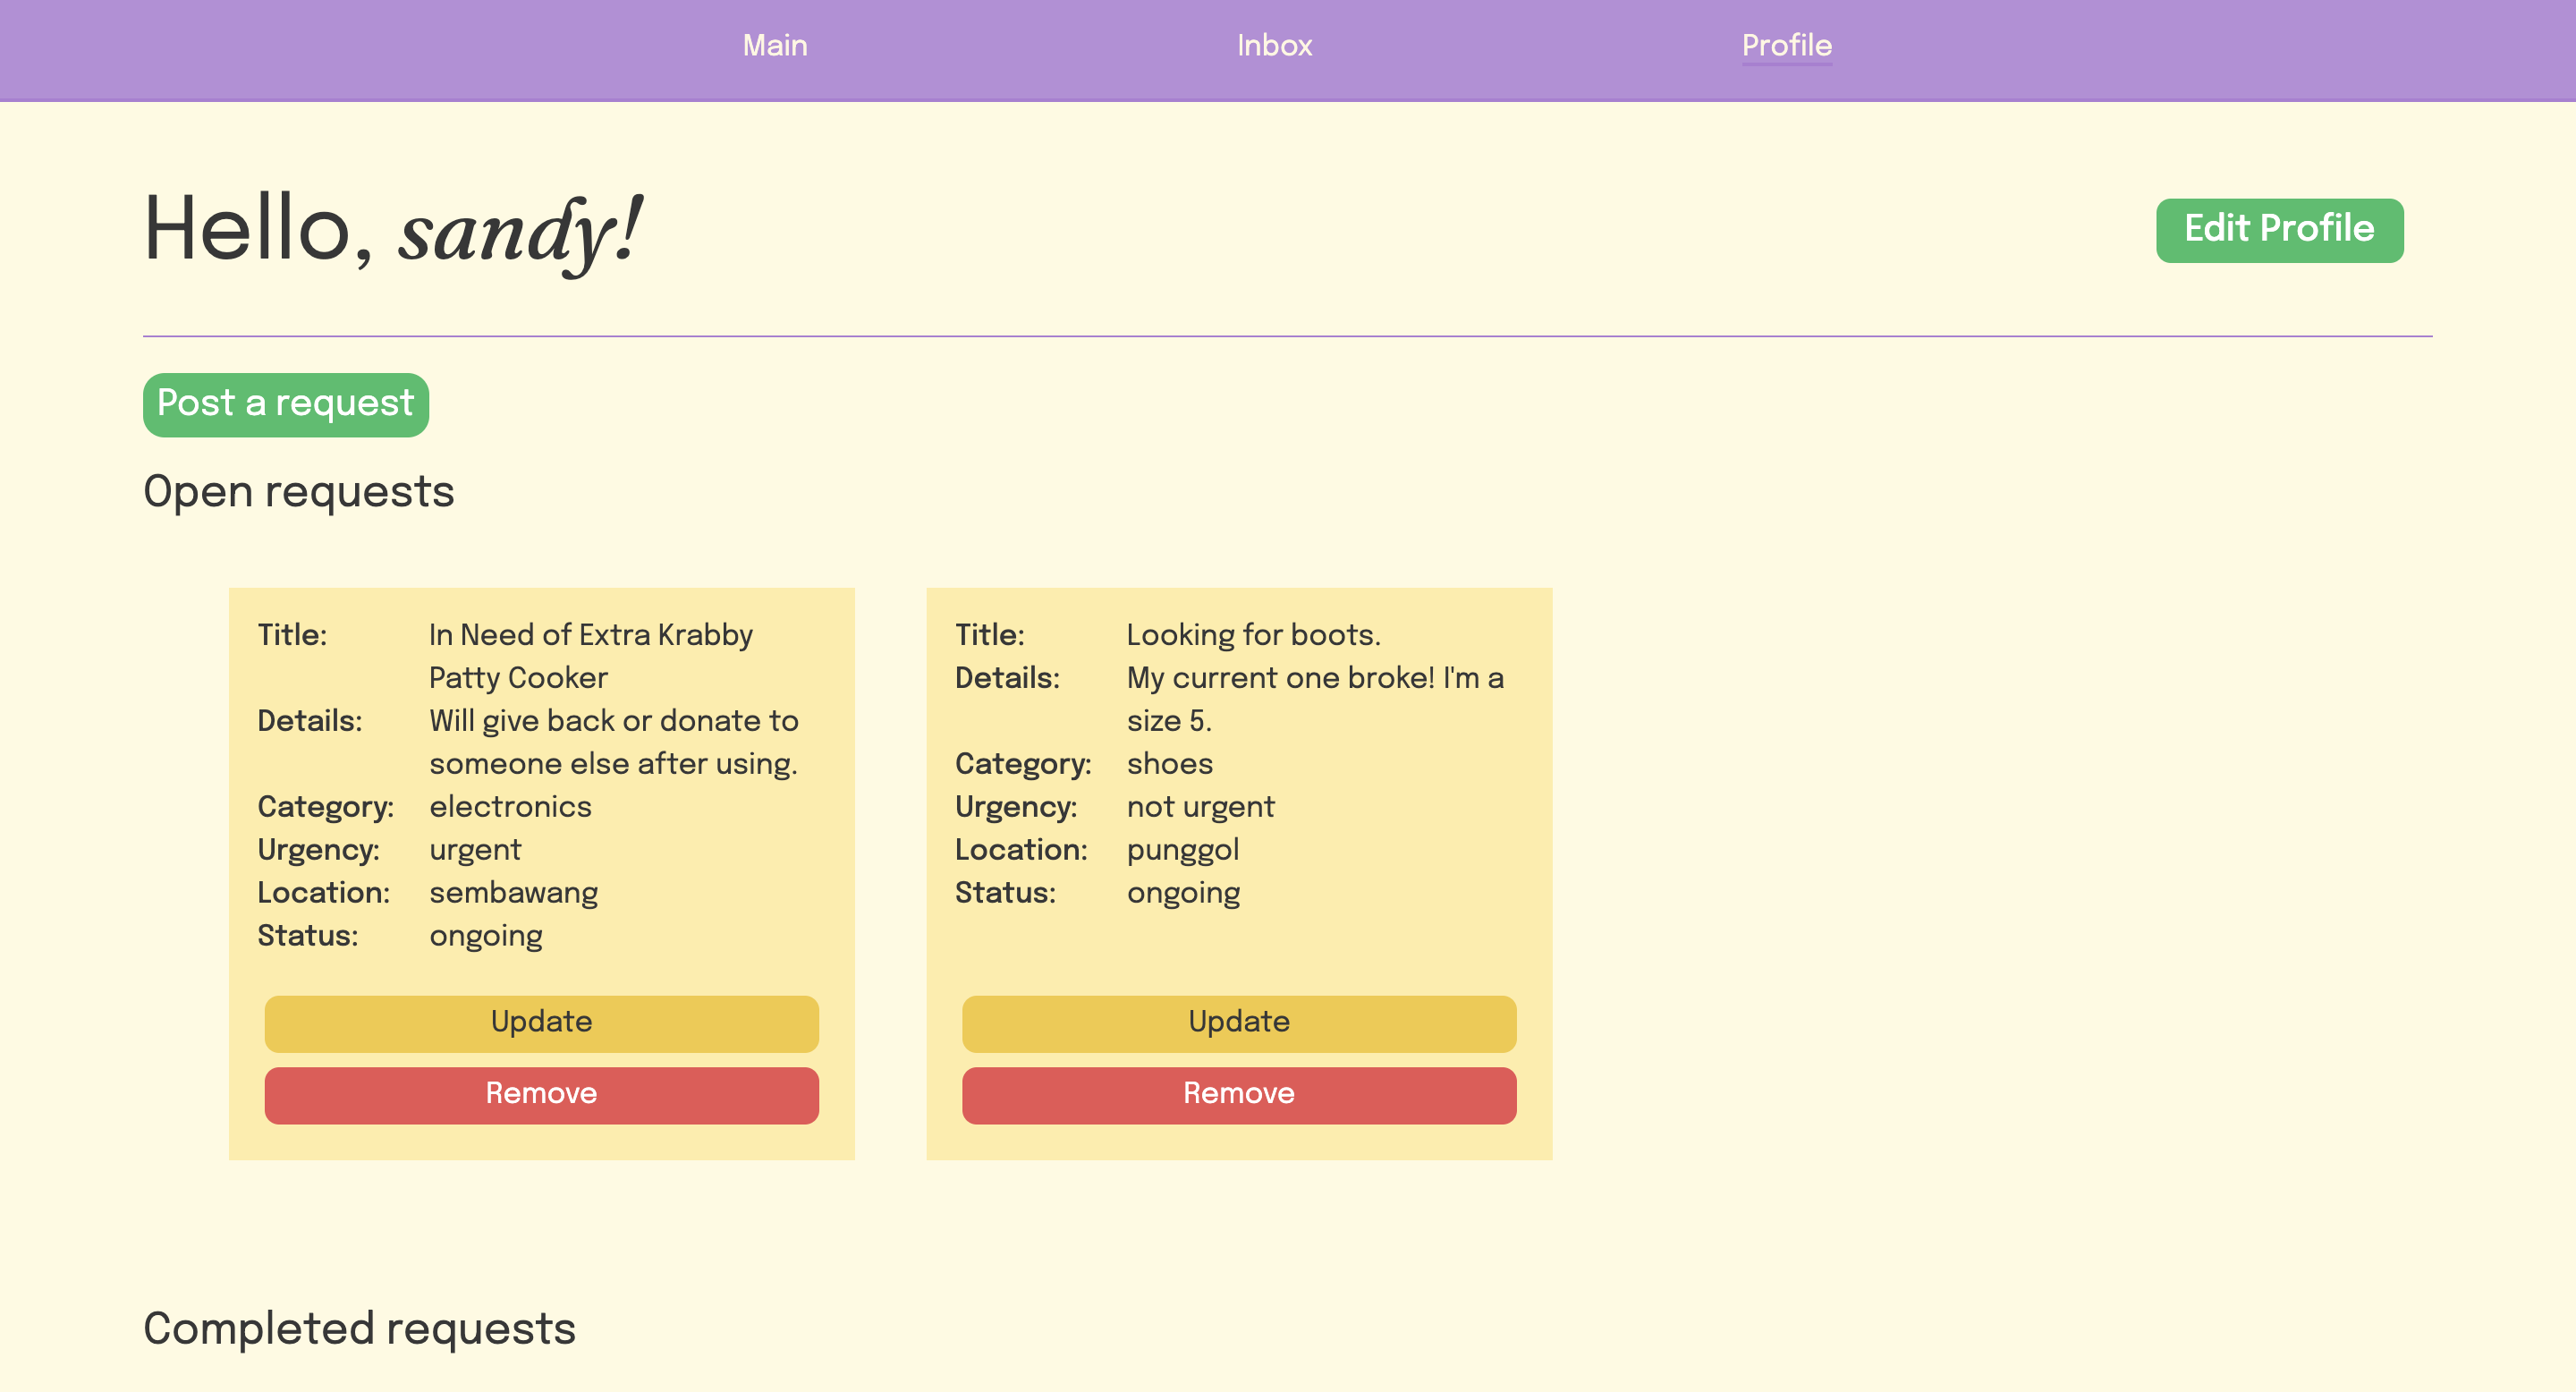 Main Inbox Profile
Hello, sandy!
Edit Profile
Post a request
Open requests
Title: In Need of Extra Krabby
Patty Cooker
Details: Will give back or donate to
someone else after using.
Category: electronics
Urgency: urgent
Location: sembawang
Status: ongoing
Update
Remove
Title: Looking for boots.
Details: My current one broke! I'm a
size 5.
Category: shoes
Urgency: not urgent
Location: punggol
Status: ongoing
Update
Remove
Completed requests